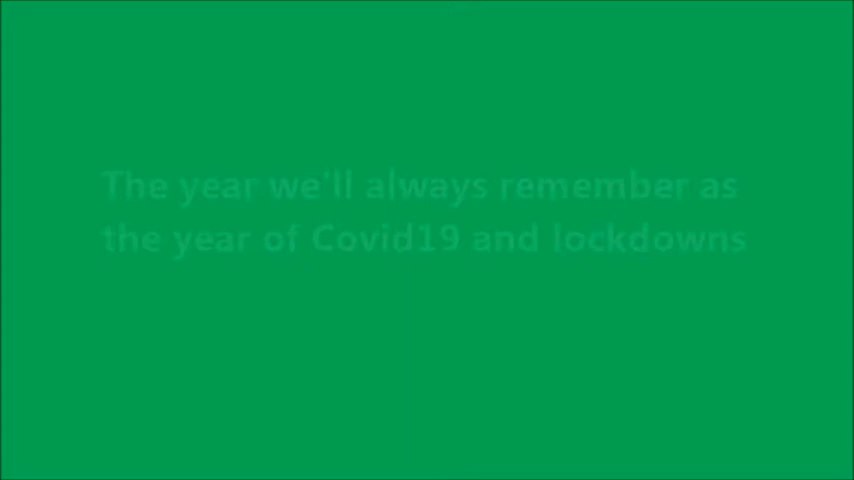 The year we'll always remember as
the year of Covid19 and lockdowns